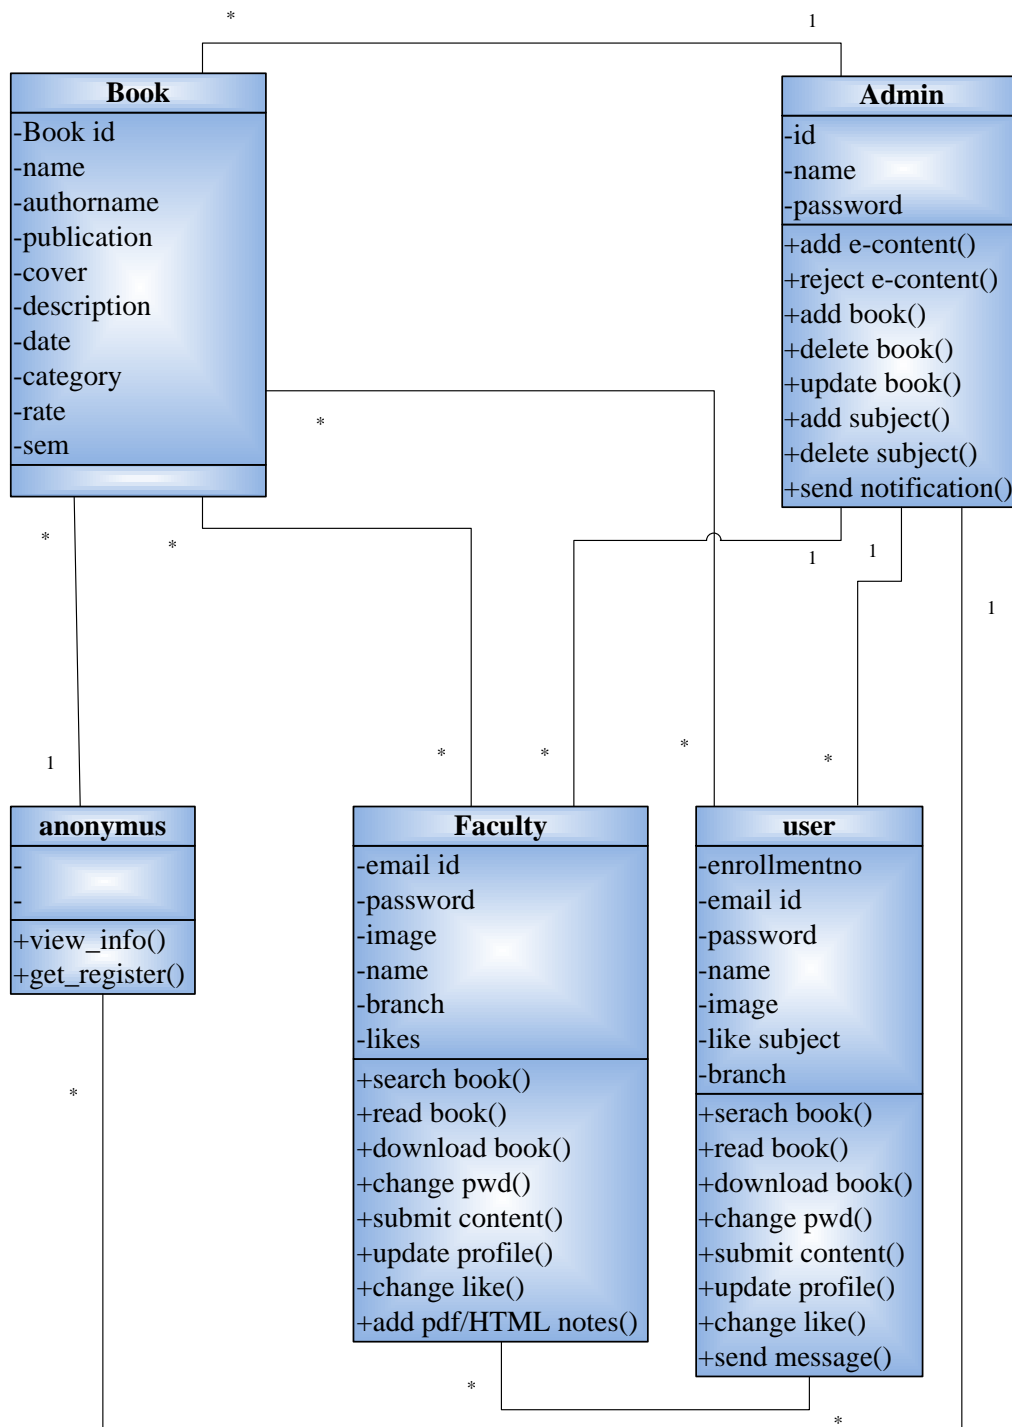 *
1
Book
-Book id
-name
-authorname
-publication
-cover
-description
-date
-category
-rate
-sem
Admin
-id
-name
-password
+add e-content()
+reject e-content()
+add book()
+delete book()
+update book()
+add subject()
+delete subject()
+send notification()
*
*
*
1
1
1
1
*
*
*
*
anonymus
-
-
+view_info()
+get_register()
Faculty
-email id
-password
-image
-name
-branch
-likes
+search book()
+read book()
+download book()
+change pwd()
+submit content()
+update profile()
+change like()
+add pdf/HTML notes()
user
-enrollmentno
-email id
-password
-name
-image
-like subject
-branch
+serach book()
+read book()
+download book()
+change pwd()
+submit content()
+update profile()
+change like()
+send message()
*
*
*